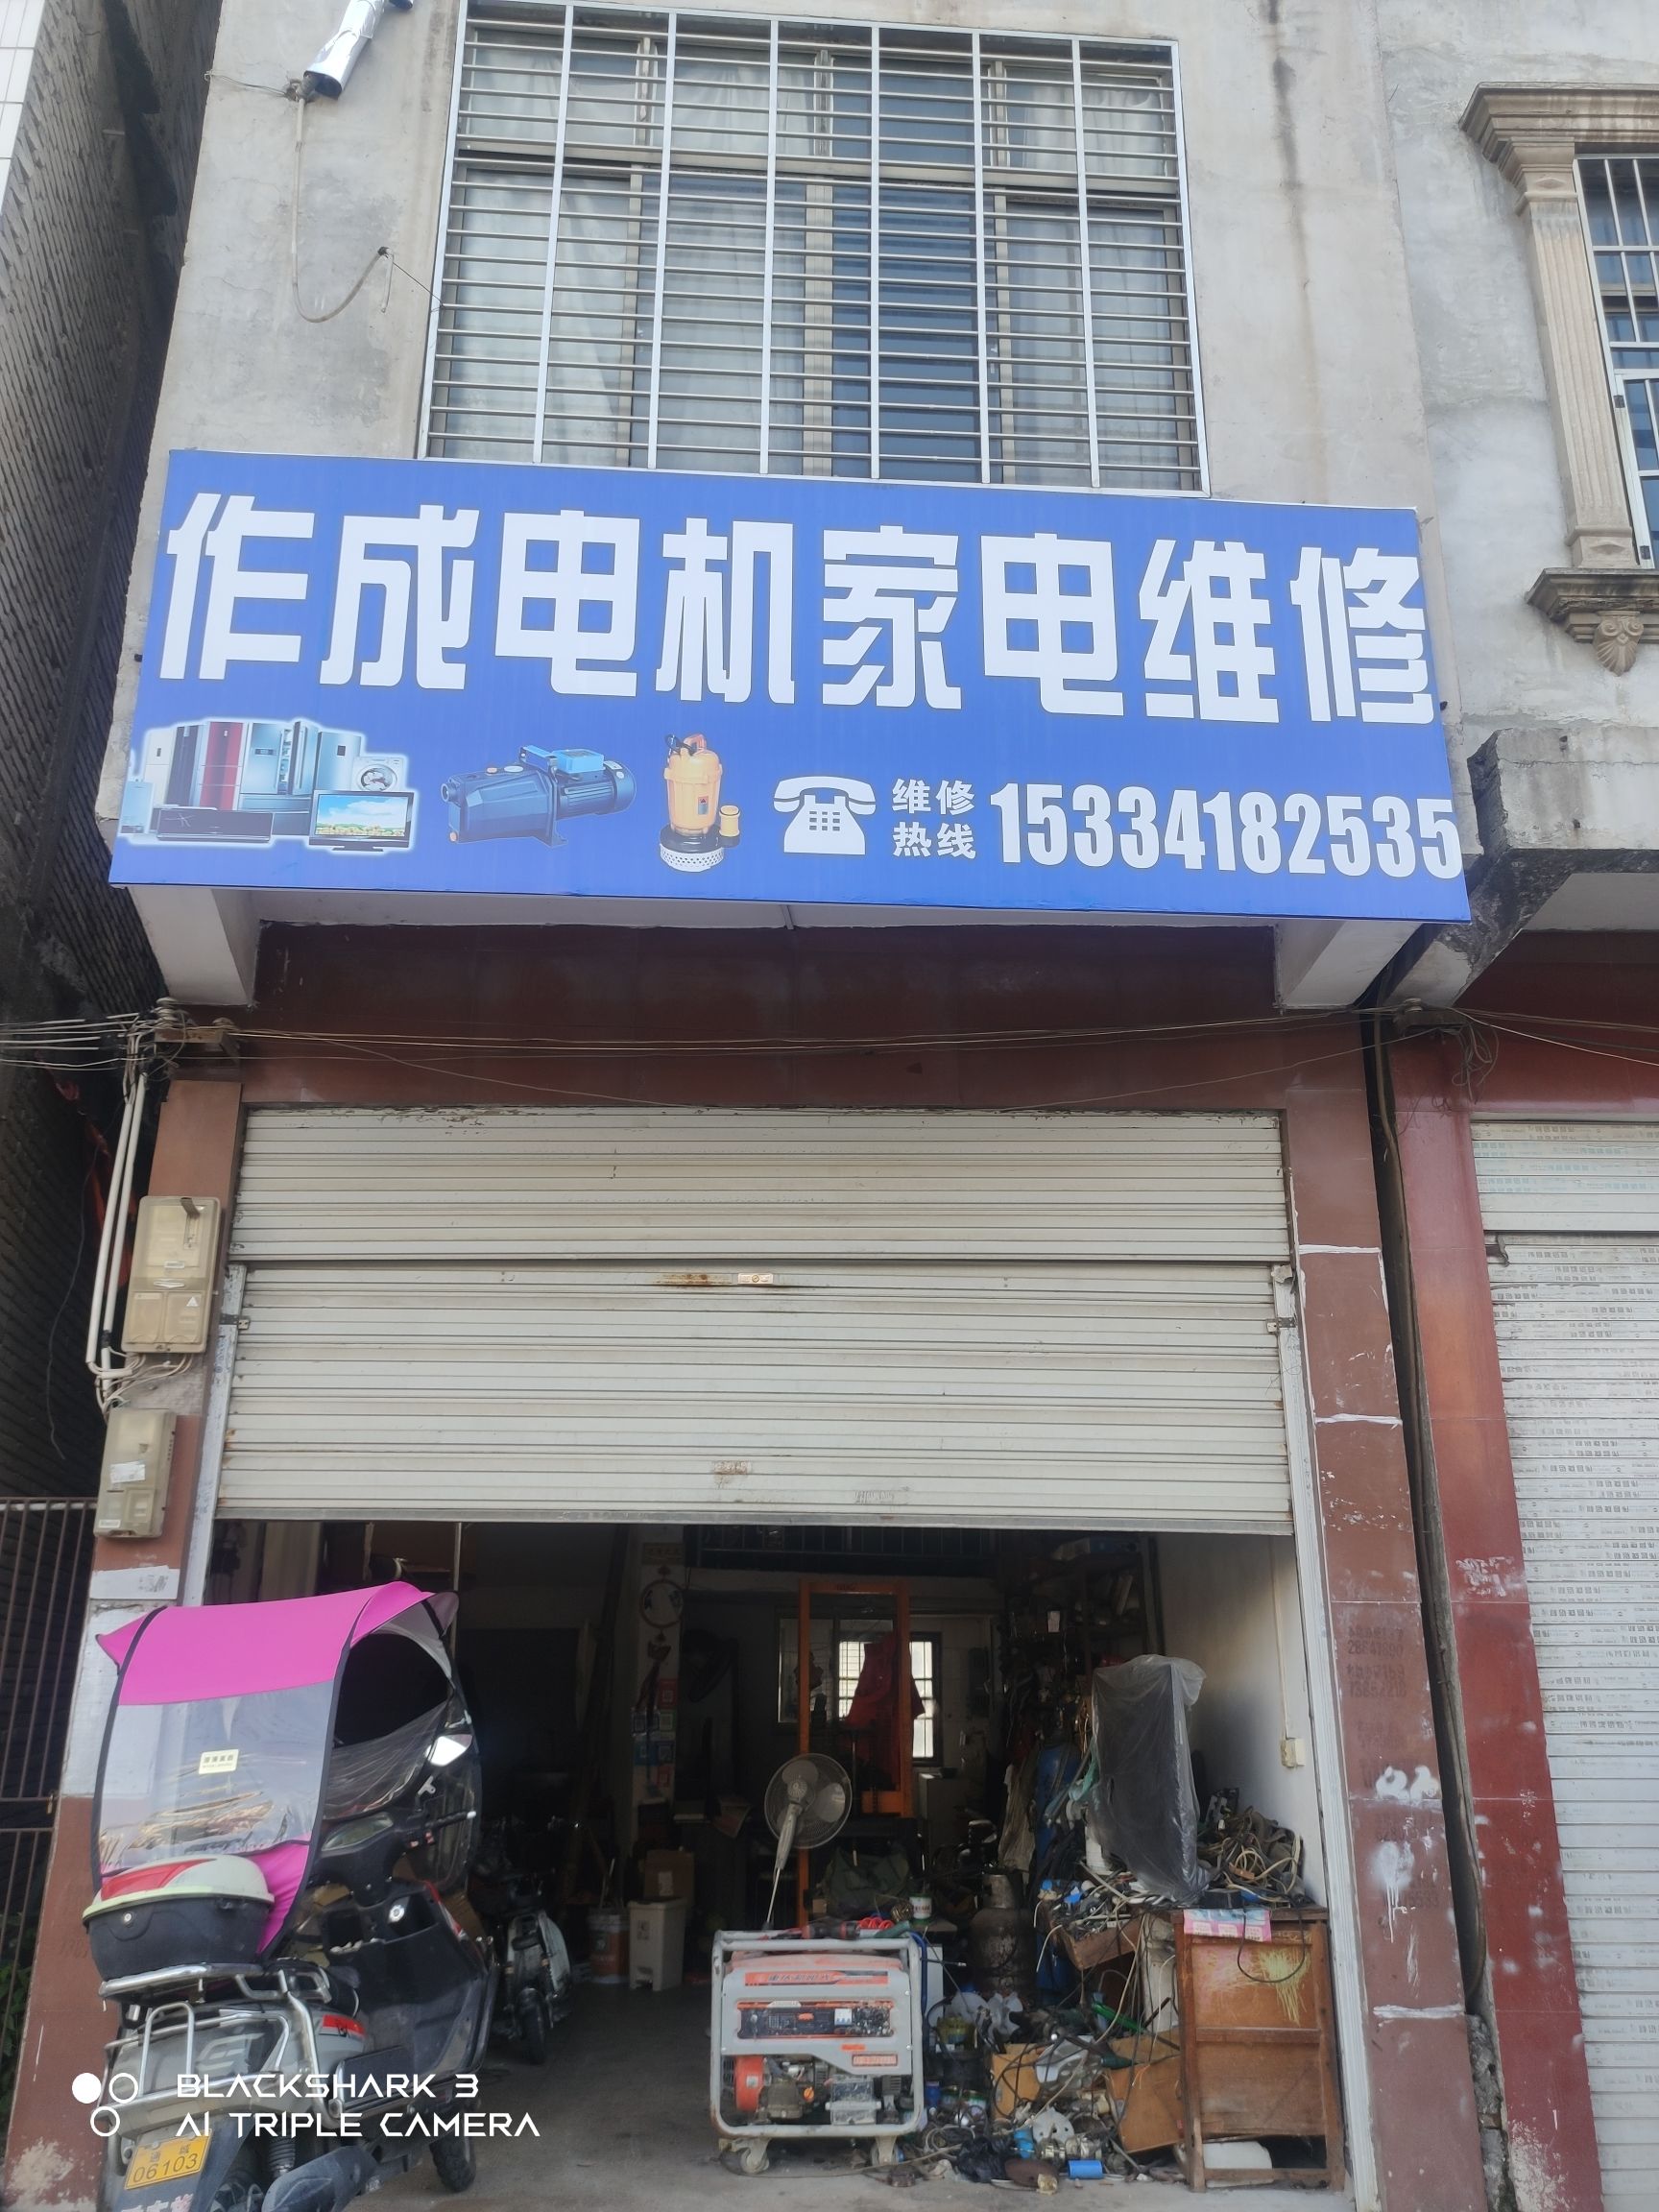 作成电机家电维修
维修
热线
15334182535
BLACKSHARK 3
AI TRIPLE CAMERA
06103